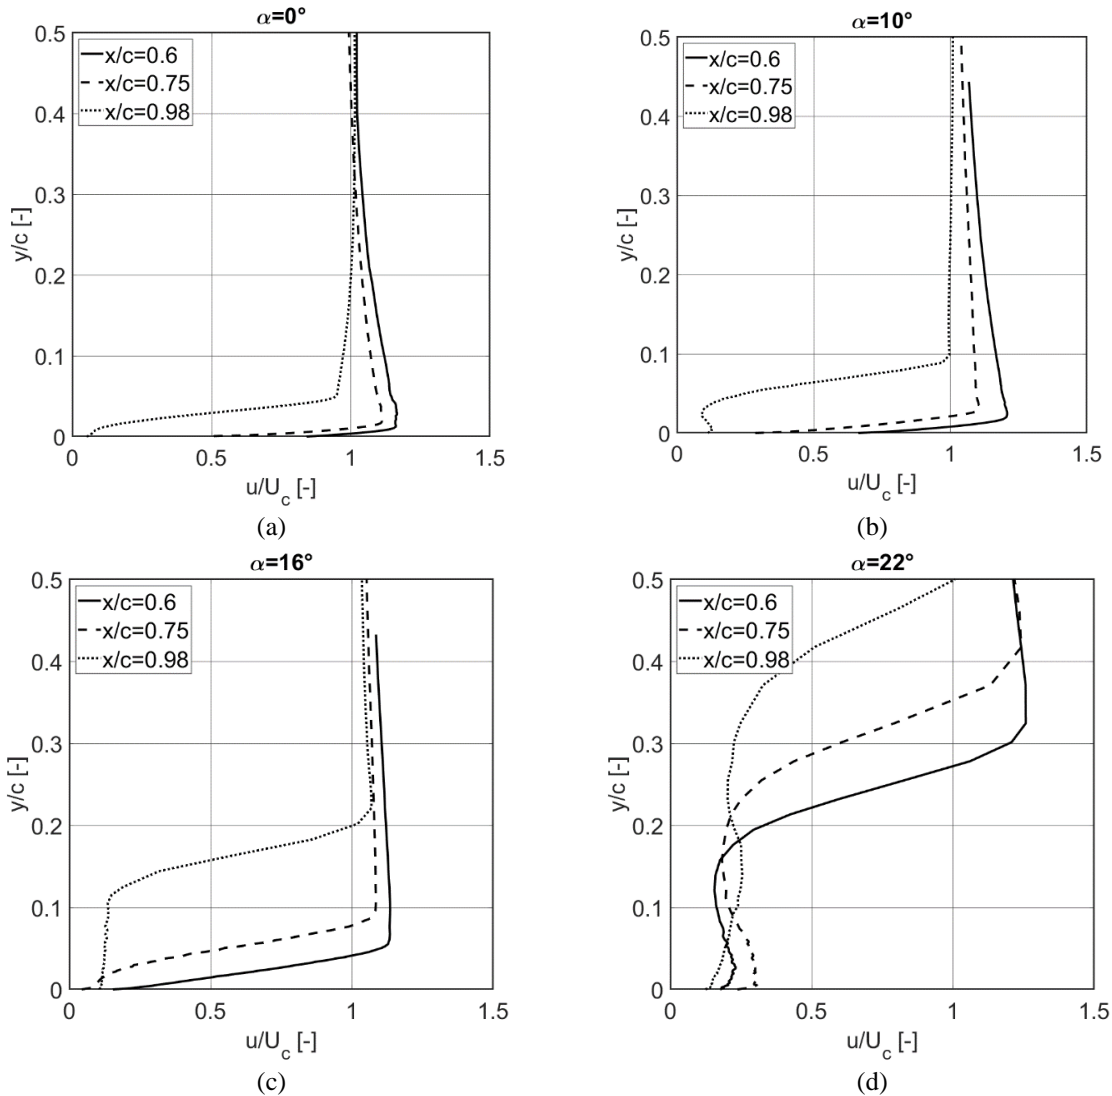 α=0°
0.5
0.4
0.3
0.2
0.1
0
y/c [-]
x/c=0.6
x/c=0.75
x/c=0.98
0 0.5 1 1.5
u/U_c [-]
(a)
α=10°
0.5
0.4
0.3
0.2
0.1
0
y/c [-]
x/c=0.6
x/c=0.75
x/c=0.98
0 0.5 1 1.5
u/U_c [-]
(b)
α=16°
0.5
0.4
0.3
0.2
0.1
0
y/c [-]
x/c=0.6
x/c=0.75
x/c=0.98
0 0.5 1 1.5
u/U_c [-]
(c)
α=22°
0.5
0.4
0.3
0.2
0.1
0
y/c [-]
x/c=0.6
x/c=0.75
x/c=0.98
0 0.5 1 1.5
u/U_c [-]
(d)